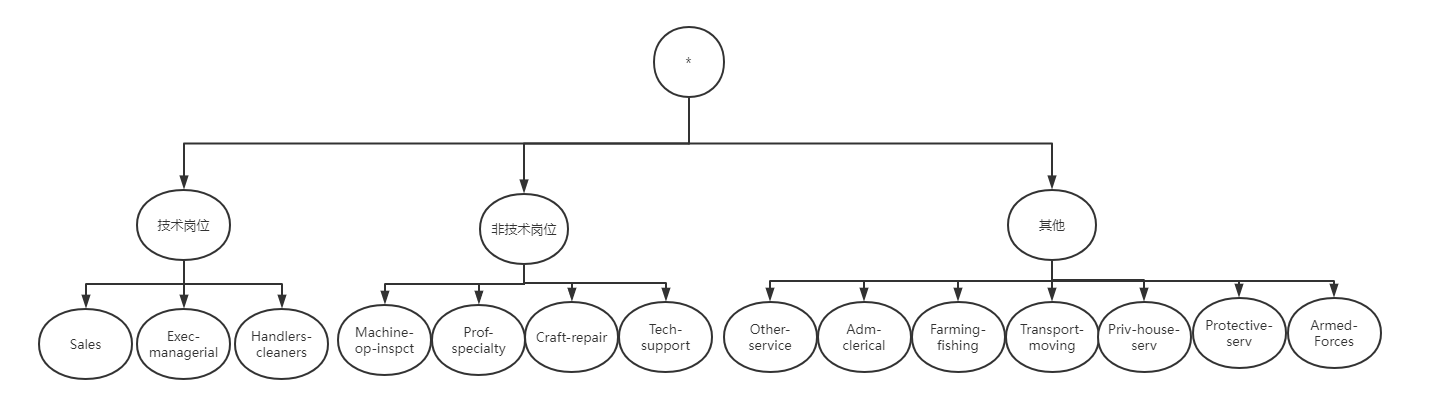 *
技术岗位
非技术岗位
其他
Sales
Exec-
managerial
Handlers-
cleaners
Machine-
op-inspct
Prof-
specialty
Craft-repair
Tech-
support
Other-
service
Adm-
clerical
Farming-
fishing
Transport-
moving
Priv-house-
serv
Protective-
serv
Armed-
Forces